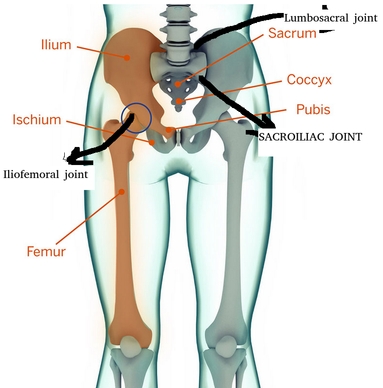 Lumbosacral joint
Sacrum
Ilium
Coccyx
Pubis
Ischium
SACROILIAC JOINT
Iliofemoral joint
Femur